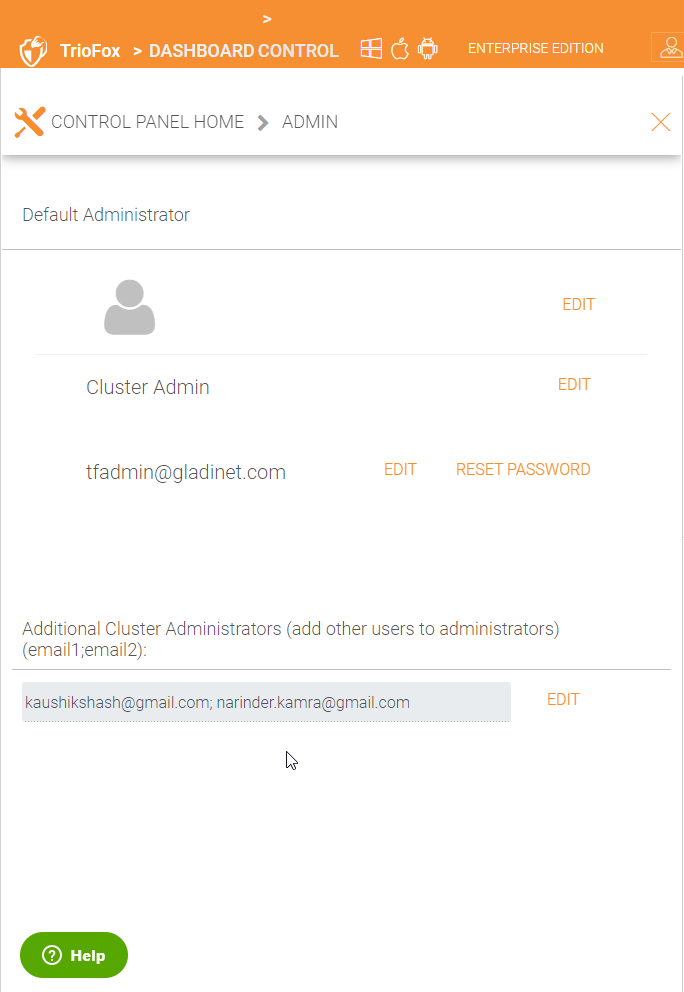 >
TrioFox > DASHBOARD CONTROL ENTERPRISE EDITION
CONTROL PANEL HOME > ADMIN
Default Administrator
EDIT
Cluster Admin EDIT
tfadmin@gladinet.com EDIT RESET PASSWORD
Additional Cluster Administrators (add other users to administrators)
(email1;email2):
kaushikshash@gmail.com; narinder.kamra@gmail.com EDIT
? Help